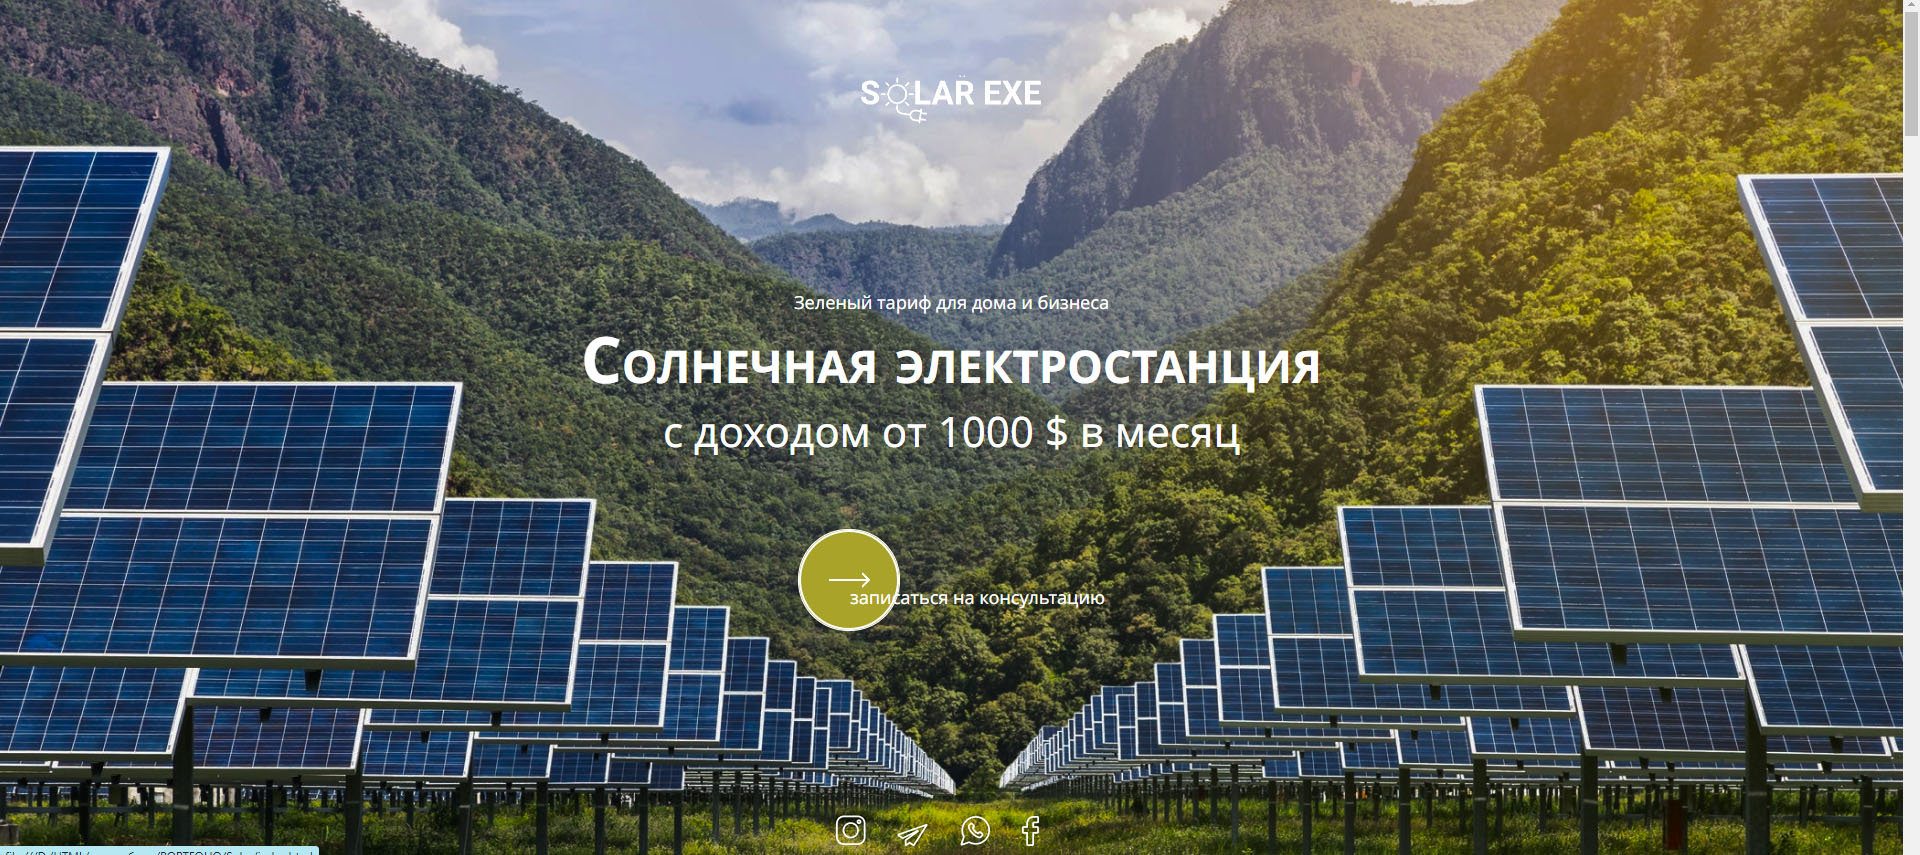 SOLAR EXE
Зеленый тариф для дома и бизнеса
Солнечная электростанция
с доходом от 1000 $ в месяц
записаться на консультацию